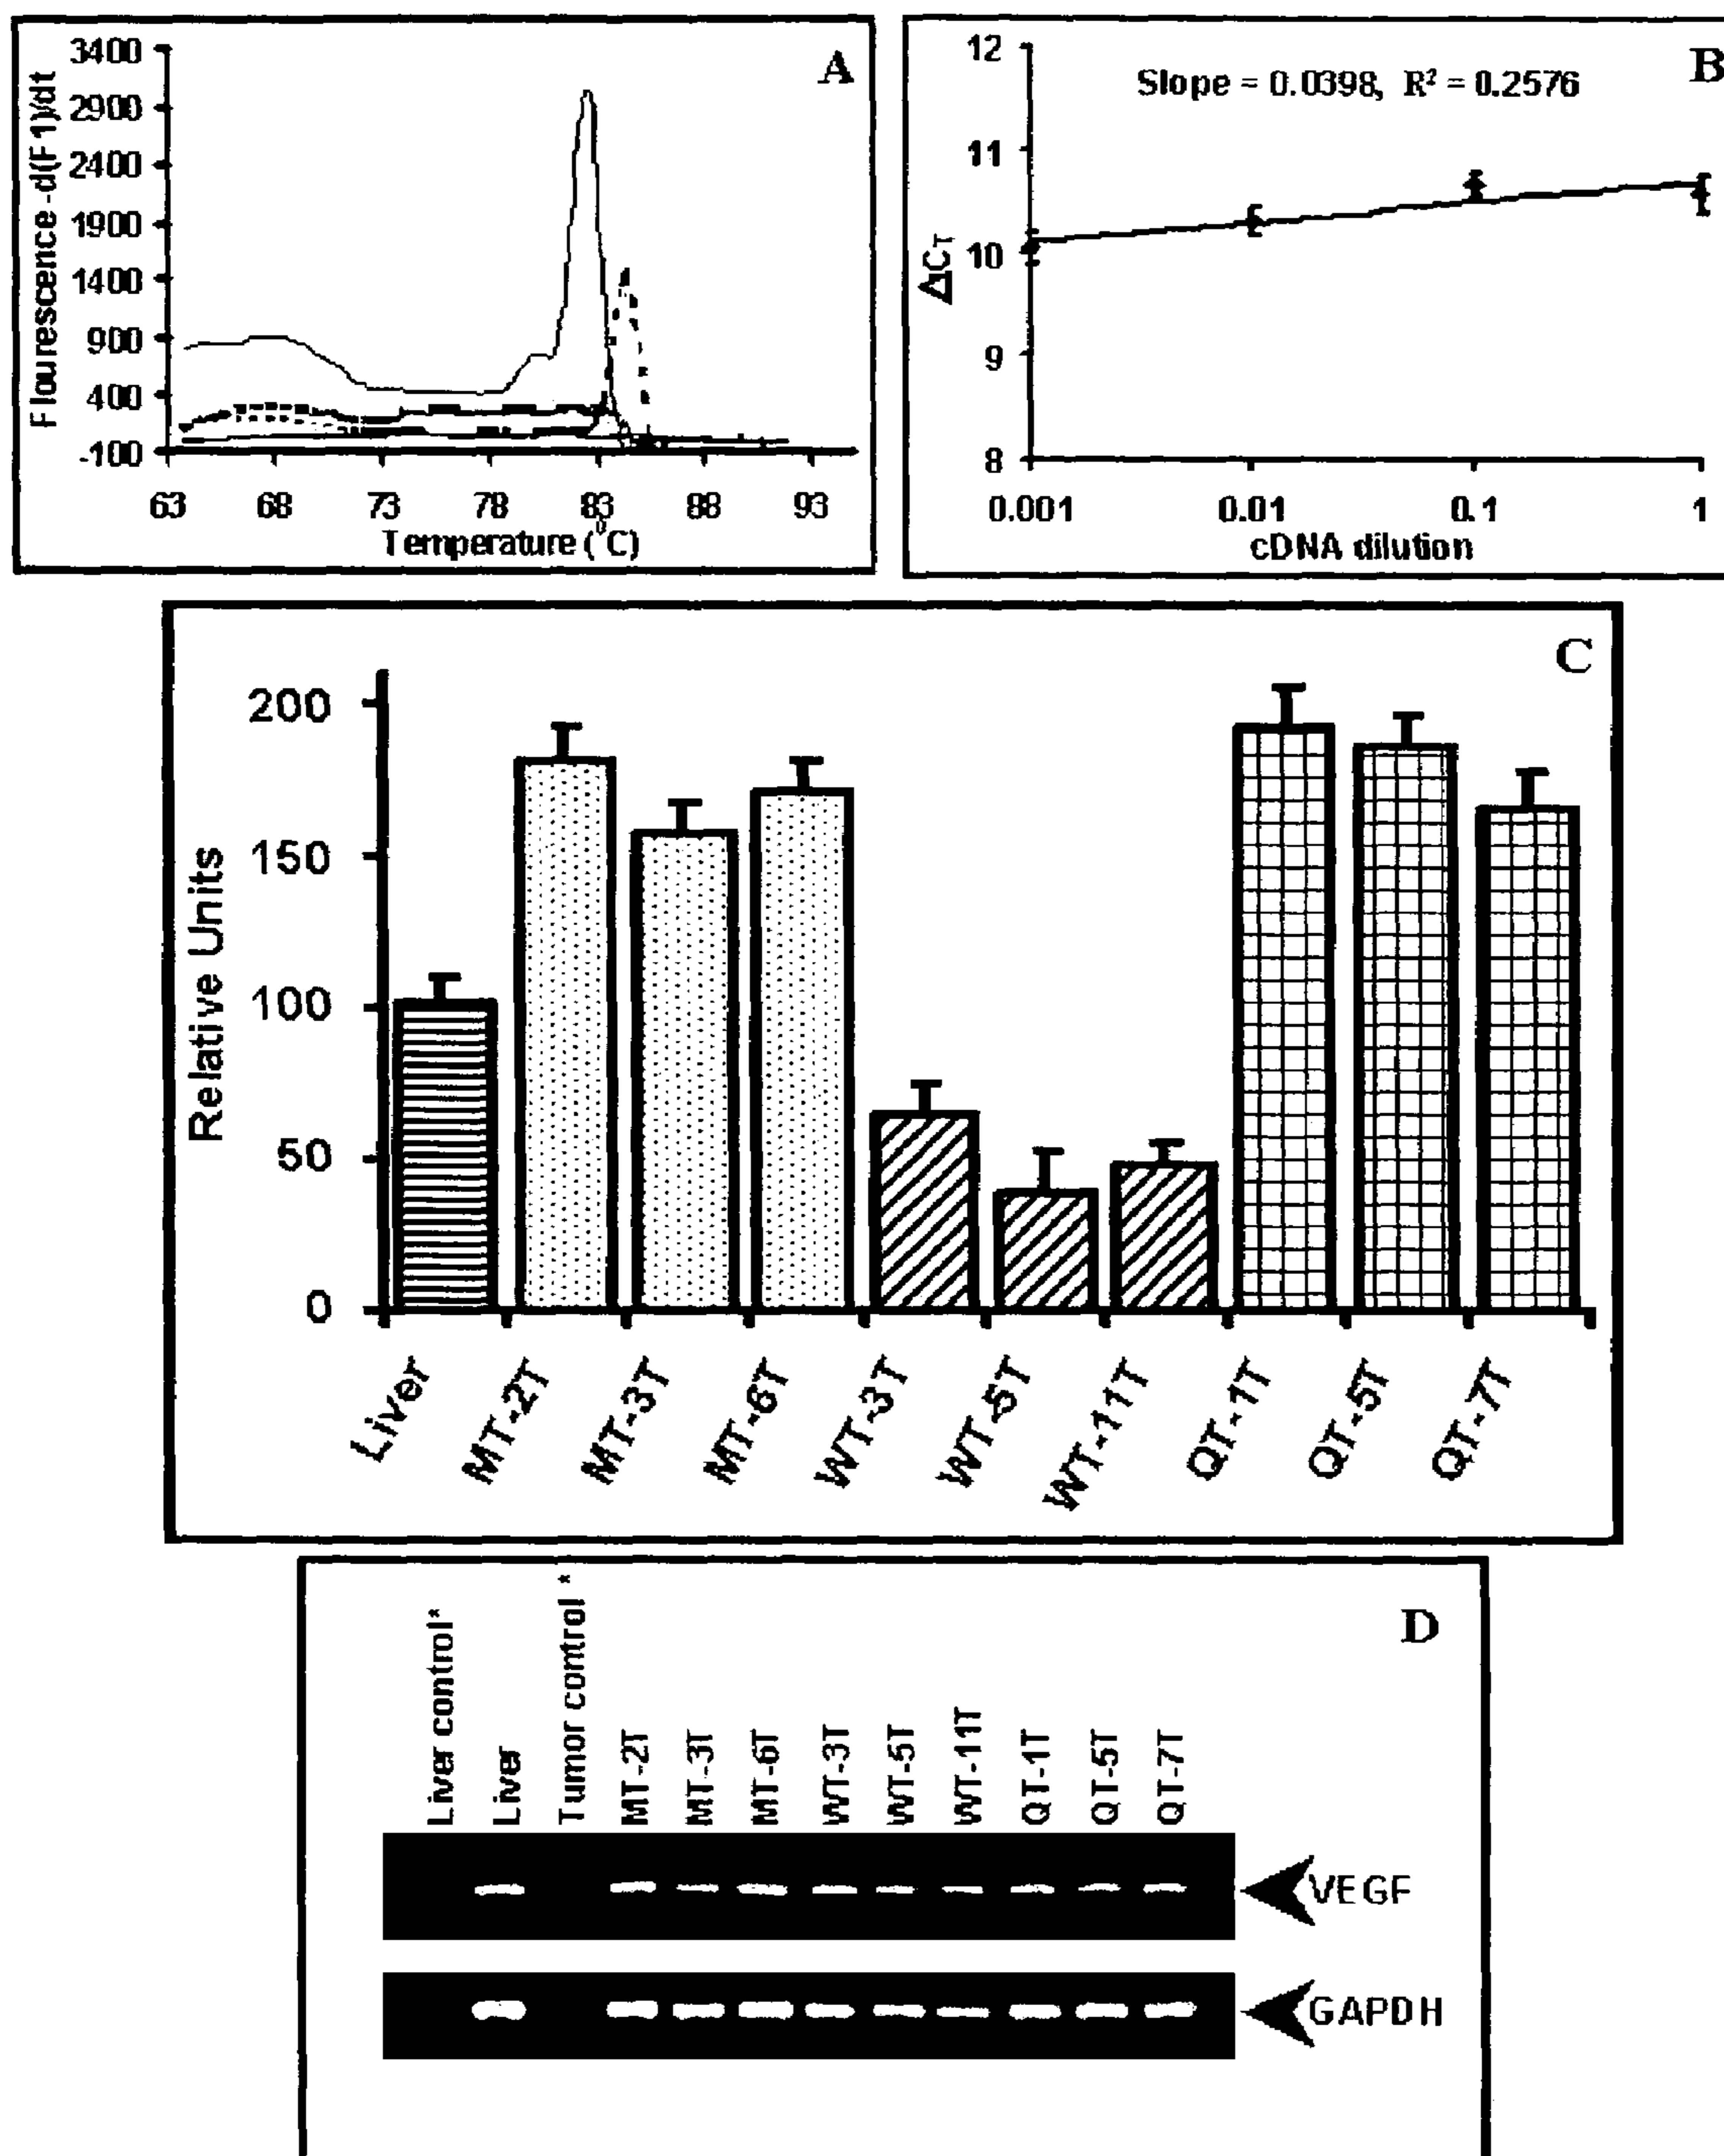 A
3400
2900
2400
1900
1400
900
400
-100
Flourescence -d(F1)/dt
63 68 73 78 83 88 93
Temperature (°C)
B
Slope = 0.0398, R² = 0.2576
12
11
10
9
8
ΔCT
0.001 0.01 0.1 1
cDNA dilution
C
200
150
100
50
0
Relative Units
Liver
MT-2T
MT-3T
MT-6T
WT-3T
WT-5T
WT-11T
QT-1T
QT-5T
QT-7T
D
Liver control*
Liver
Tumor control *
MT-2T
MT-3T
MT-6T
WT-3T
WT-5T
WT-11T
QT-1T
QT-5T
QT-7T
VEGF
GAPDH